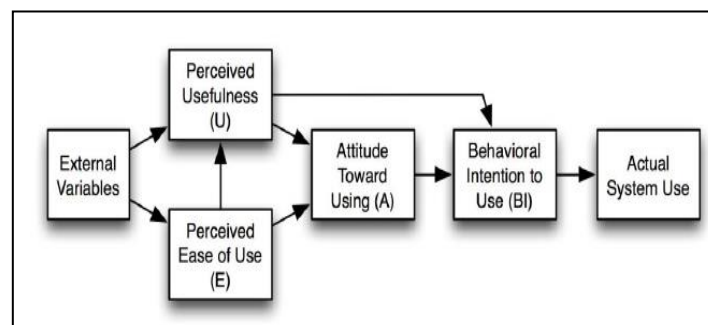 Perceived
Usefulness
(U)
External
Variables
Perceived
Ease of Use
(E)
Attitude
Toward
Using (A)
Behavioral
Intention to
Use (BI)
Actual
System Use